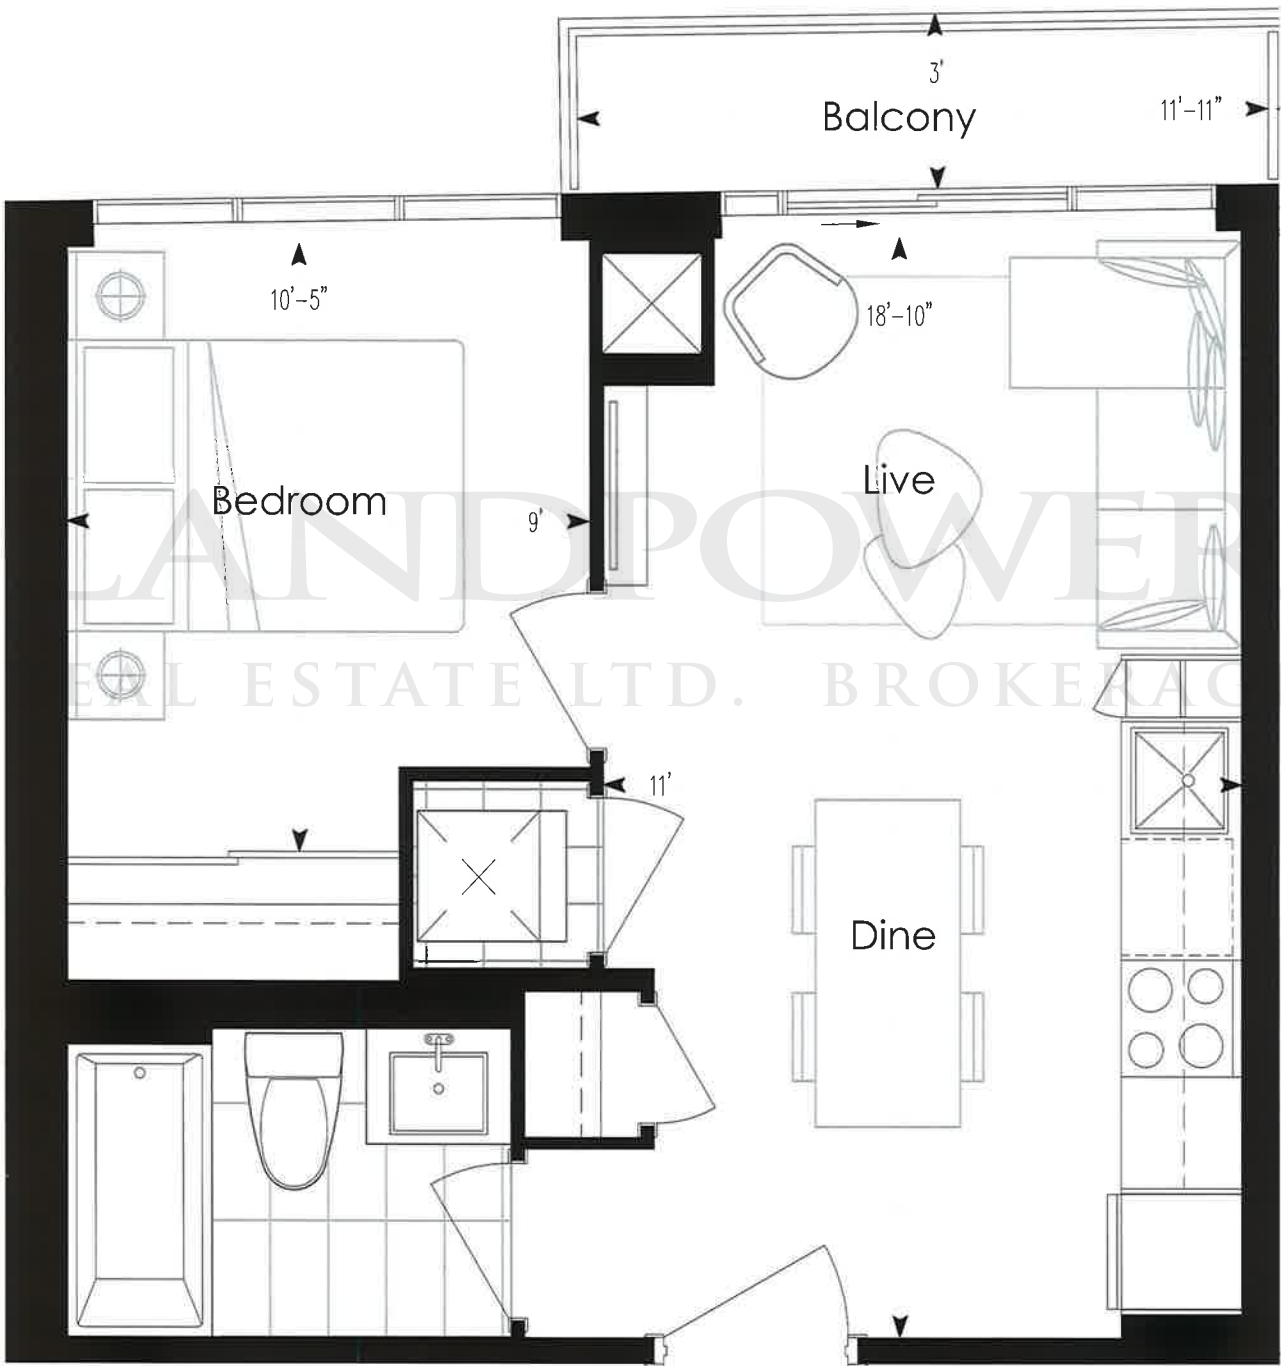 3'
Balcony
11'-11"
10'-5"
18'-10"
Live
Bedroom
9'
LANDPOWER
REAL ESTATE LTD. BROKERAGE
11'
Dine